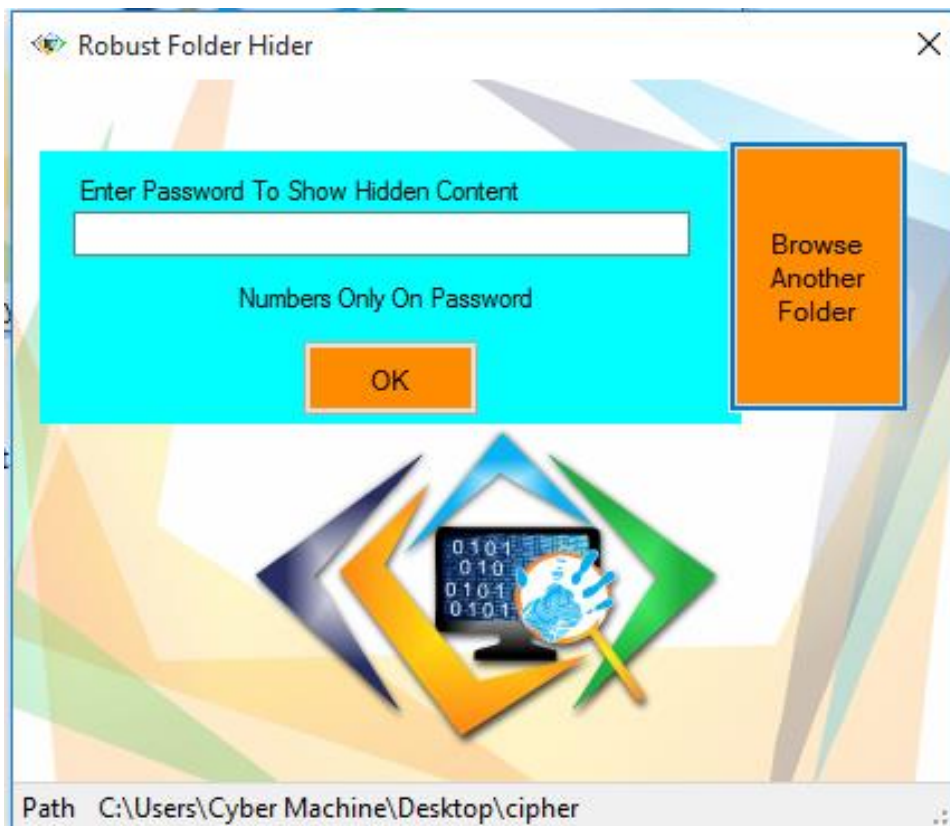 Robust Folder Hider
Enter Password To Show Hidden Content
Numbers Only On Password
OK
Browse
Another
Folder
0101
010
0101
0101
Path C:\Users\Cyber Machine\Desktop\cipher